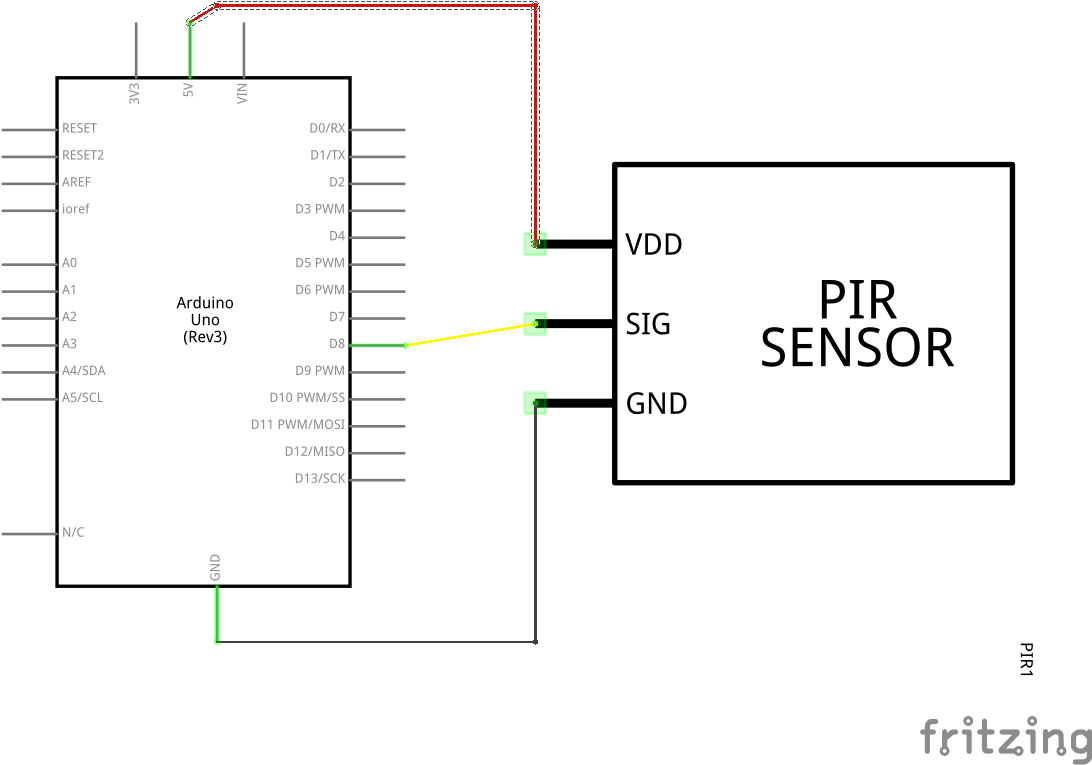 3V3
5V
VIN
RESET
RESET2
AREF
ioref
A0
A1
A2
A3
A4/SDA
A5/SCL
N/C
Arduino
Uno
(Rev3)
D0/RX
D1/TX
D2
D3 PWM
D4
D5 PWM
D6 PWM
D7
D8
D9 PWM
D10 PWM/SS
D11 PWM/MOSI
D12/MISO
D13/SCK
GND
VDD
SIG
GND
PIR
SENSOR
PIR1
fritzing